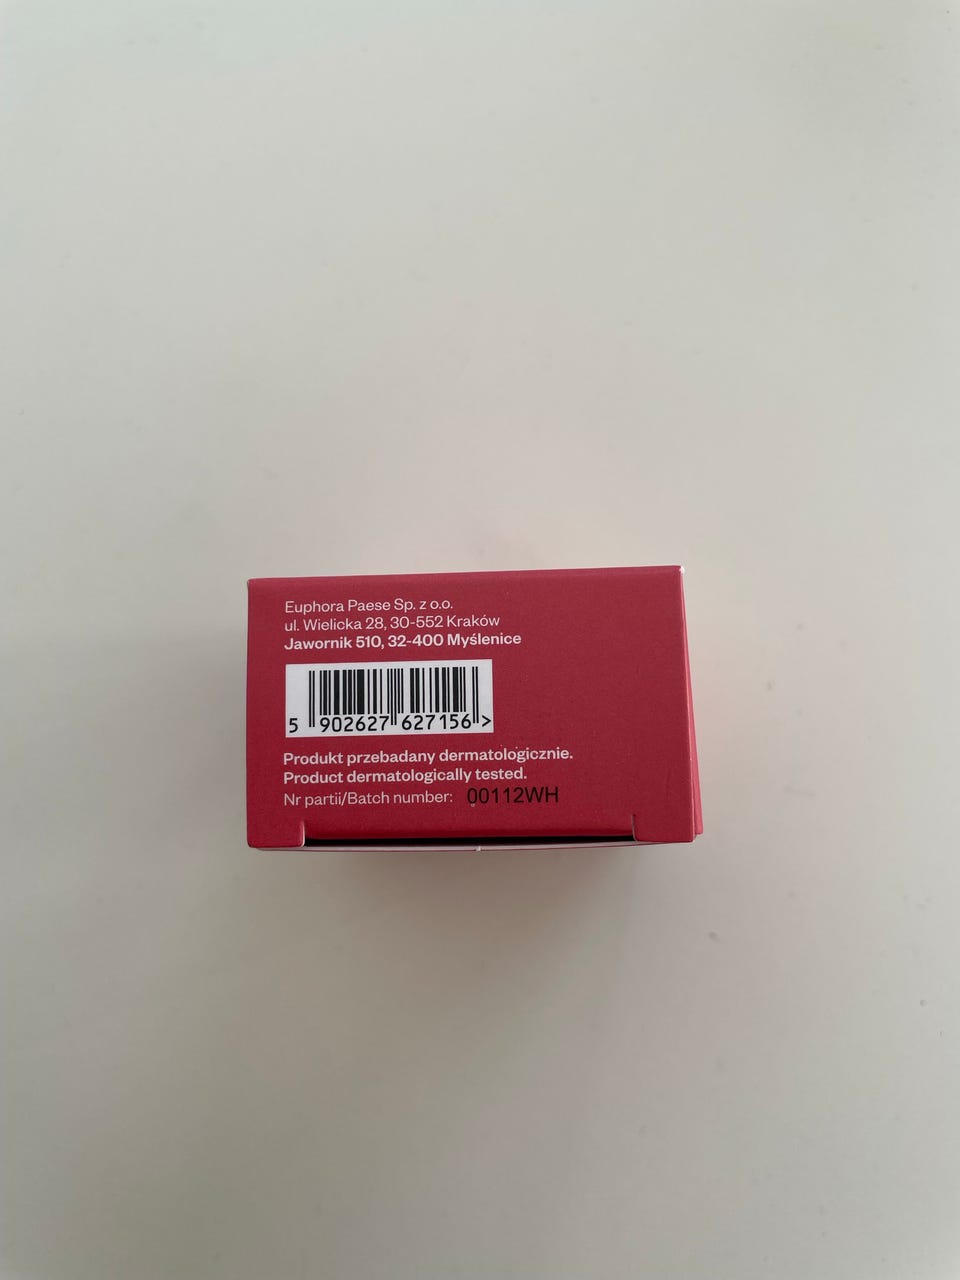 Euphora Paese Sp. z o.o.
ul. Wielicka 28, 30-552 Kraków
Jawornik 510, 32-400 Myślenice
5 902627 627156 >
Produkt przebadany dermatologicznie.
Product dermatologically tested.
Nr partii/Batch number: 00112WH